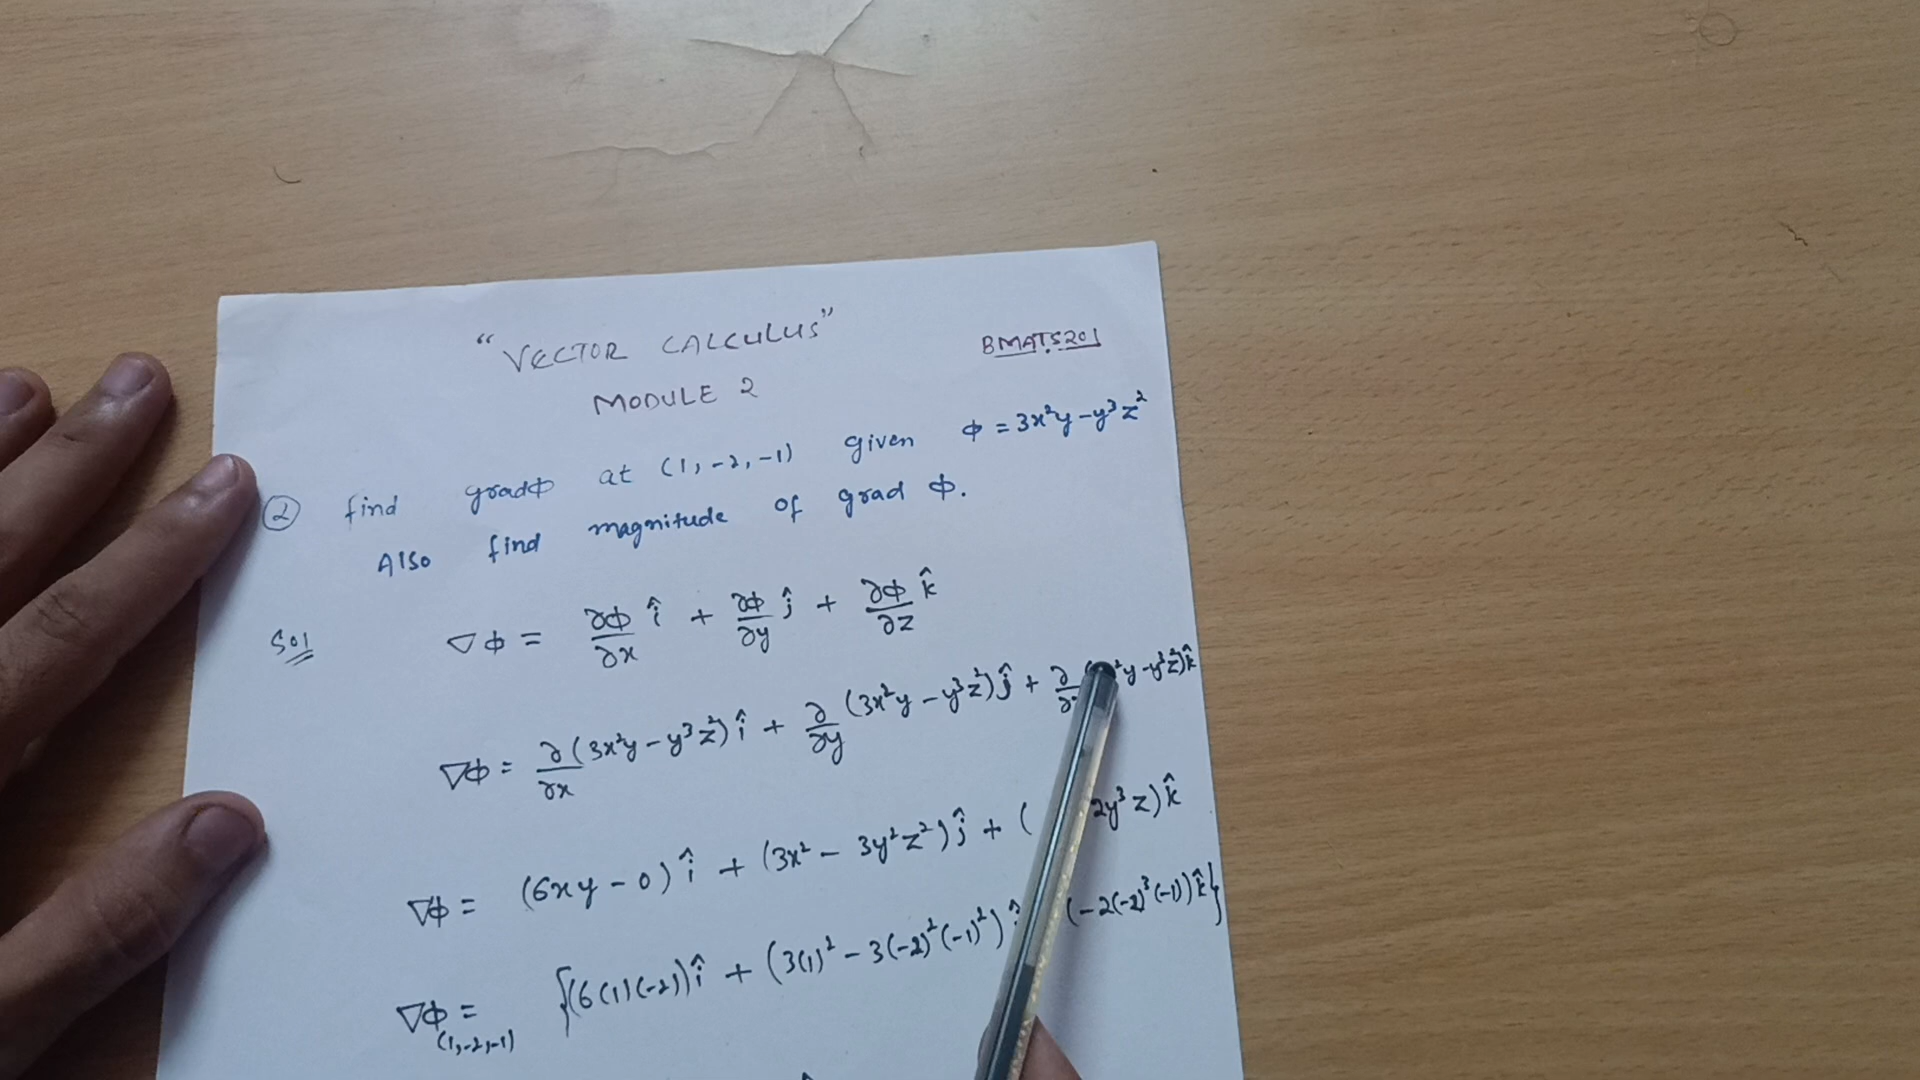 “VECTOR CALCULUS”
BMATS201
MODULE 2
② find gradΦ at (1,-2,-1) given Φ = 3x²y - y³z²
Also find magnitude of grad Φ.
Sol ∇Φ = ∂Φ/∂x î + ∂Φ/∂y ĵ + ∂Φ/∂z k̂
∇Φ = ∂/∂x (3x²y - y³z²) î + ∂/∂y (3x²y - y³z²) ĵ + ∂ y - y³z²) k̂
∇Φ = (6xy - 0) î + (3x² - 3y²z²) ĵ + ( 2y³z) k̂
∇Φ(1,-2,-1) = {(6(1)(-2)) î + (3(1)² - 3(-2)²(-1)²) (-2(-2)³(-1)) k̂}